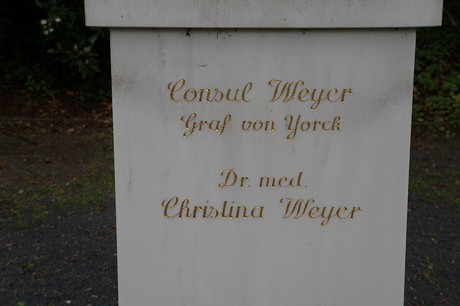 Consul Weyer
Graf von Yorck
Dr. med.
Christina Weyer